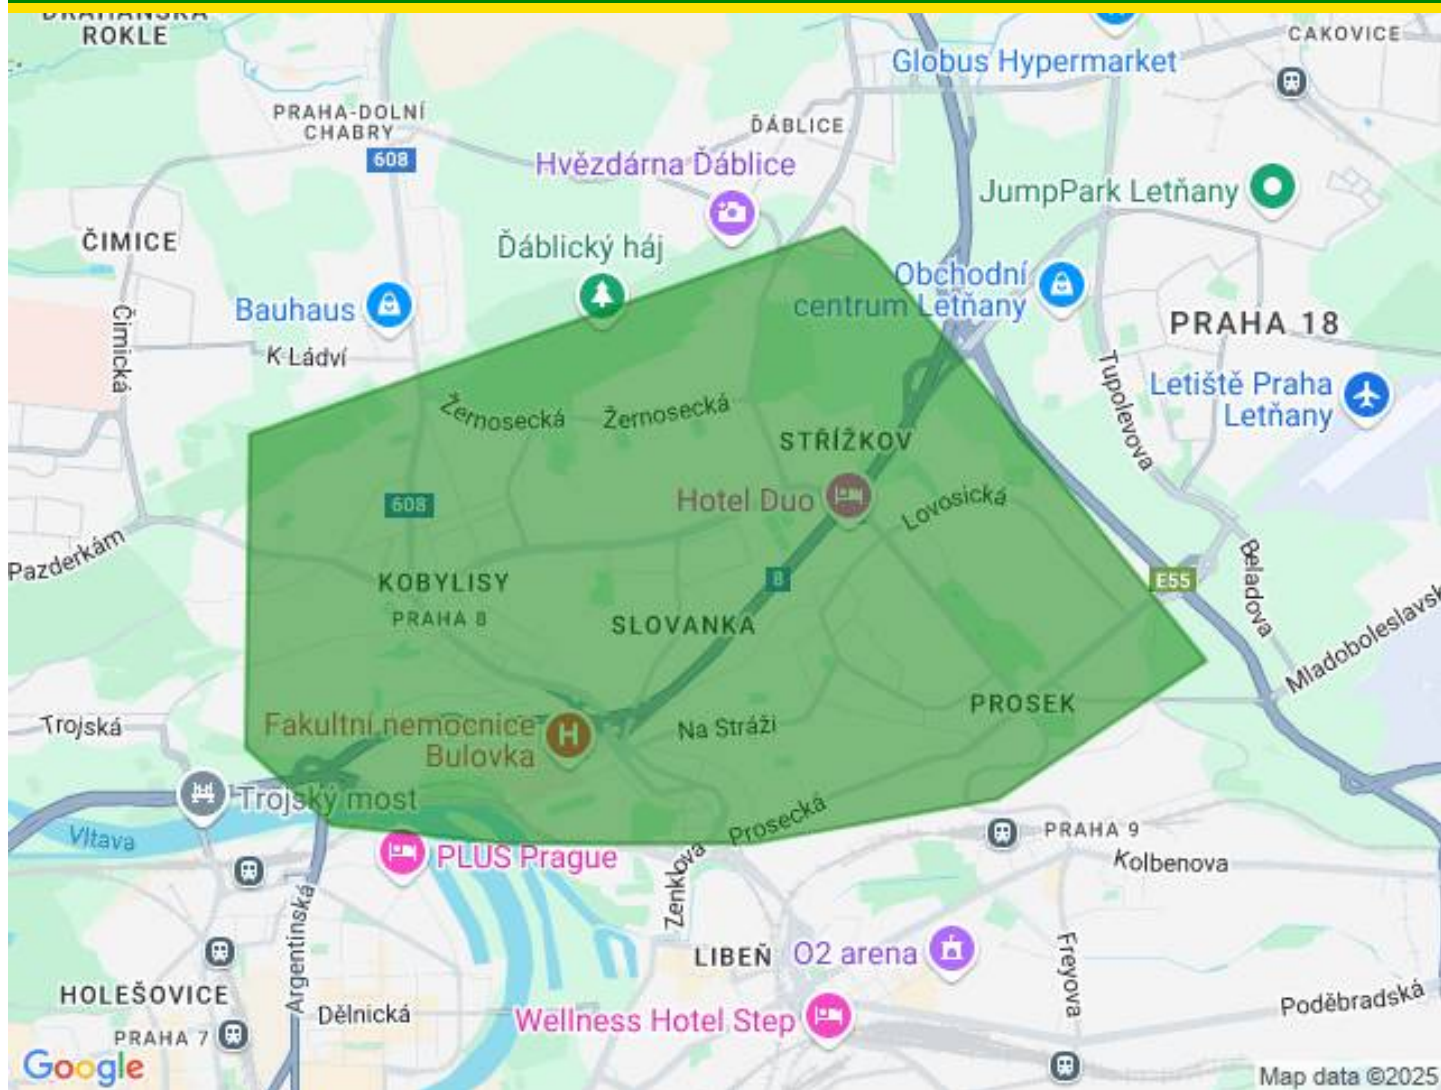 DRAHANSKÁ
ROKLE
ČAKOVICE
Globus Hypermarket
PRAHA-DOLNÍ
CHABRY
ĎÁBLICE
608
Hvězdárna Ďáblice
JumpPark Letňany
ČIMICE
Ďáblický háj
Obchodní
centrum Letňany
Bauhaus
PRAHA 18
Čimická
K Ládví
Tupolevova
Letiště Praha
Letňany
Žernosecká
Žernosecká
STŘÍŽKOV
608
Hotel Duo
Lovosická
Pazderkám
Beladova
KOBYLISY
8
E55
PRAHA 8
SLOVANKA
Mladoboleslavsk
PROSEK
Trojská
Fakultní nemocnice
Bulovka
H
Na Stráži
Trojský most
Vltava
Prosecká
PRAHA 9
PLUS Prague
Kolbenova
Zenklova
Argentinská
LIBEŇ
O2 arena
Freyova
HOLEŠOVICE
Dělnická
Poděbradská
Wellness Hotel Step
PRAHA 7
Google
Map data ©2025